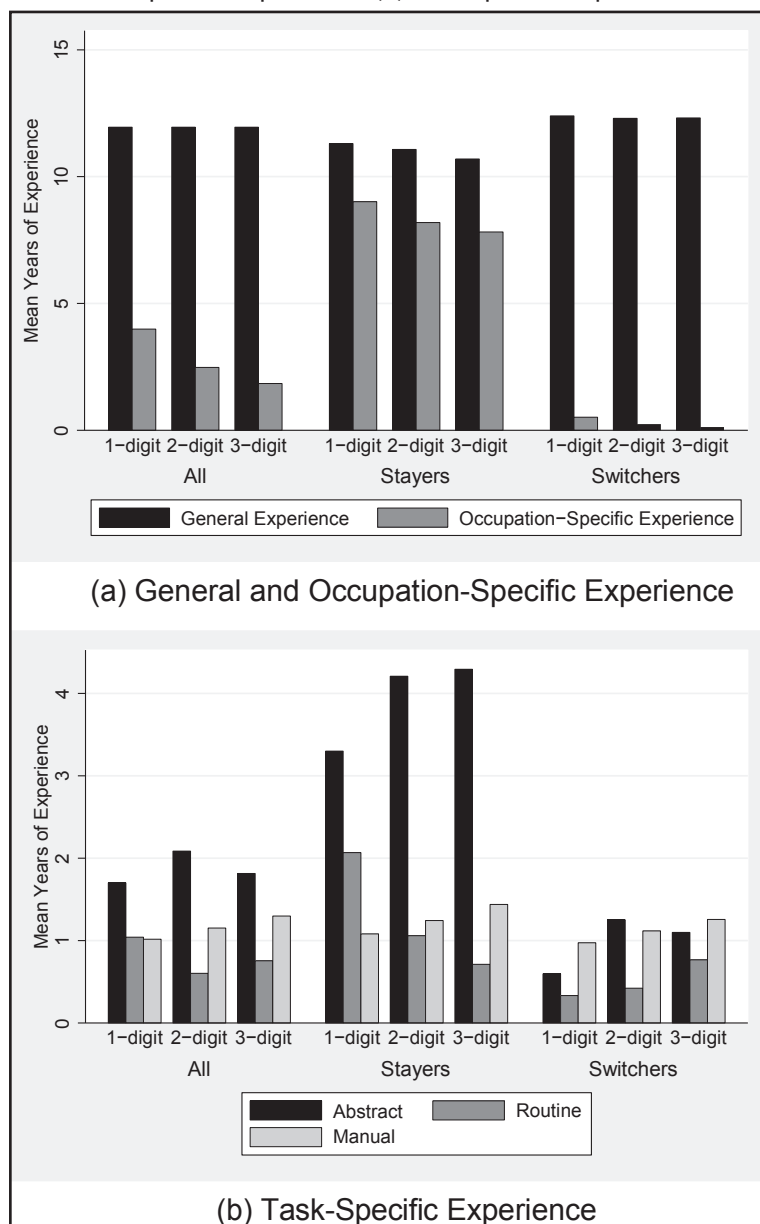 15
10
5
0
Mean Years of Experience
1−digit 2−digit 3−digit 1−digit 2−digit 3−digit 1−digit 2−digit 3−digit
All Stayers Switchers
General Experience Occupation−Specific Experience
(a) General and Occupation-Specific Experience
4
3
2
1
0
Mean Years of Experience
1−digit 2−digit 3−digit 1−digit 2−digit 3−digit 1−digit 2−digit 3−digit
All Stayers Switchers
Abstract Routine
Manual
(b) Task-Specific Experience